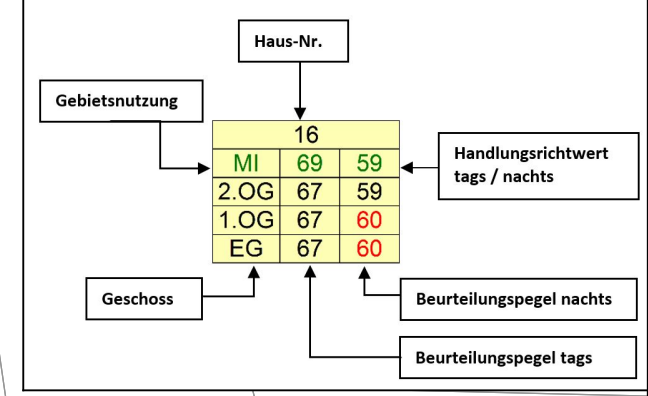 Haus-Nr.
Gebietsnutzung
16
MI 69 59
Handlungsrichtwert
tags / nachts
2.OG 67 59
1.OG 67 60
EG 67 60
Geschoss
Beurteilungspegel nachts
Beurteilungspegel tags